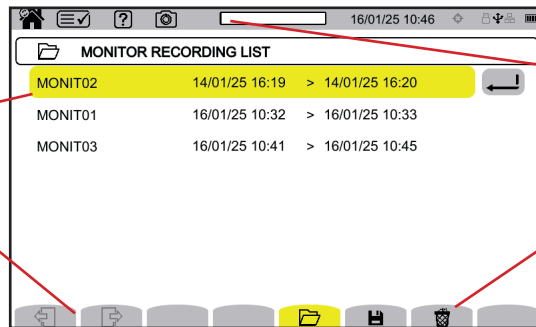 ? 16/01/25 10:46
MONITOR RECORDING LIST
MONIT02 14/01/25 16:19 > 14/01/25 16:20
MONIT01 16/01/25 10:32 > 16/01/25 10:33
MONIT03 16/01/25 10:41 > 16/01/25 10:45